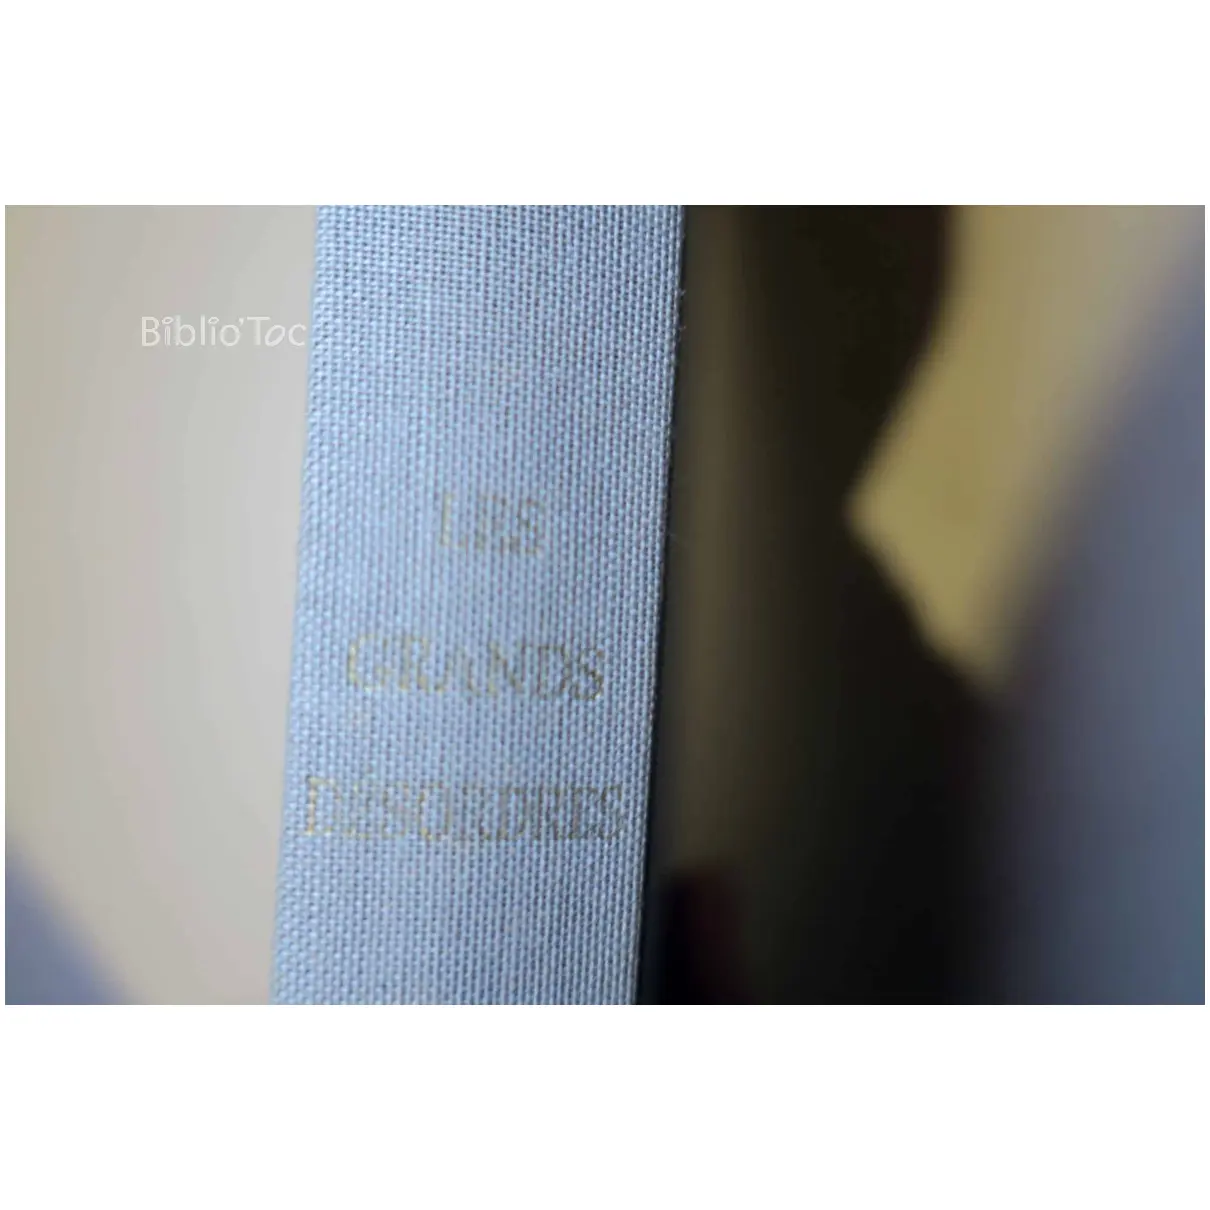 Biblio'Toc
LES
GRANDS
DÉSORDRES